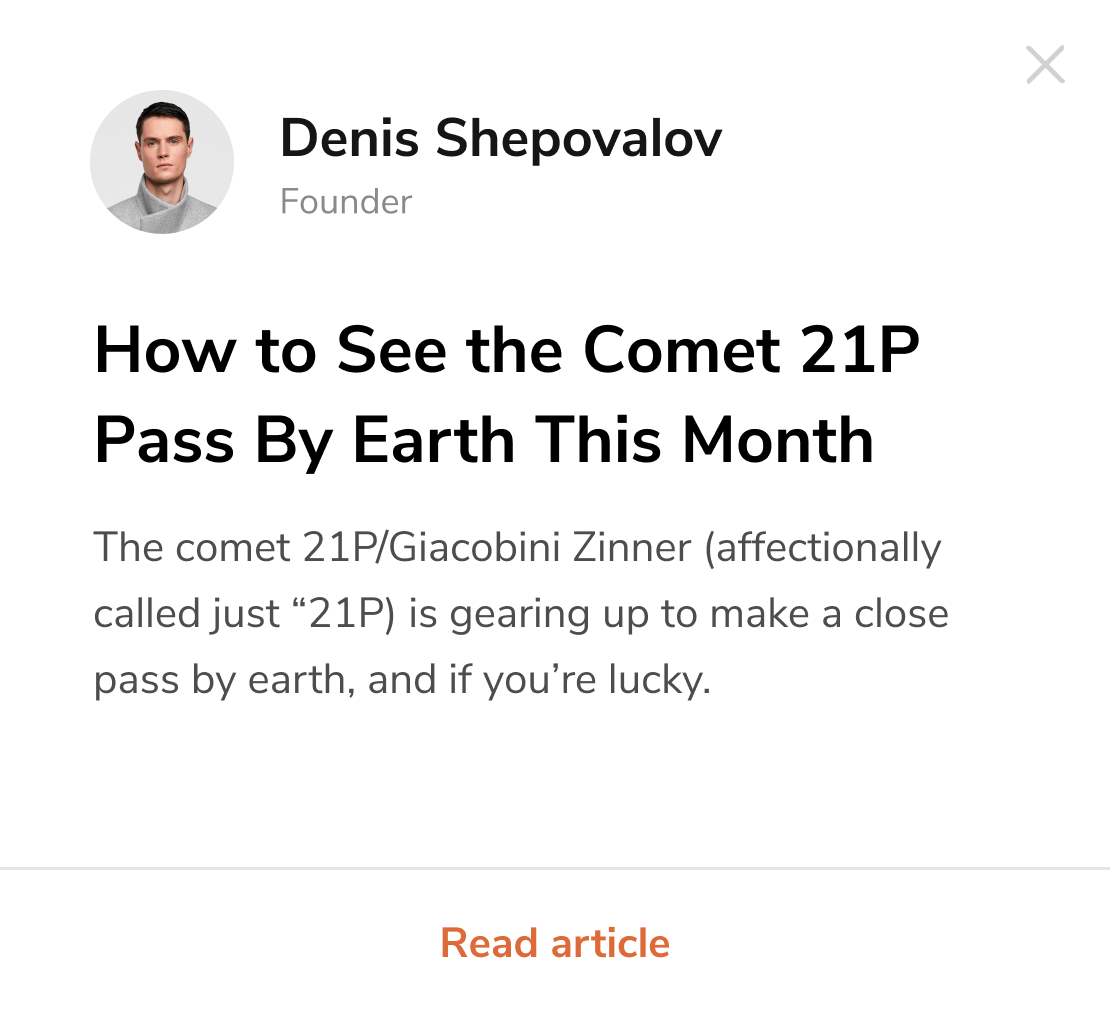 Denis Shepovalov
Founder
How to See the Comet 21P
Pass By Earth This Month
The comet 21P/Giacobini Zinner (affectionally
called just “21P) is gearing up to make a close
pass by earth, and if you’re lucky.
Read article